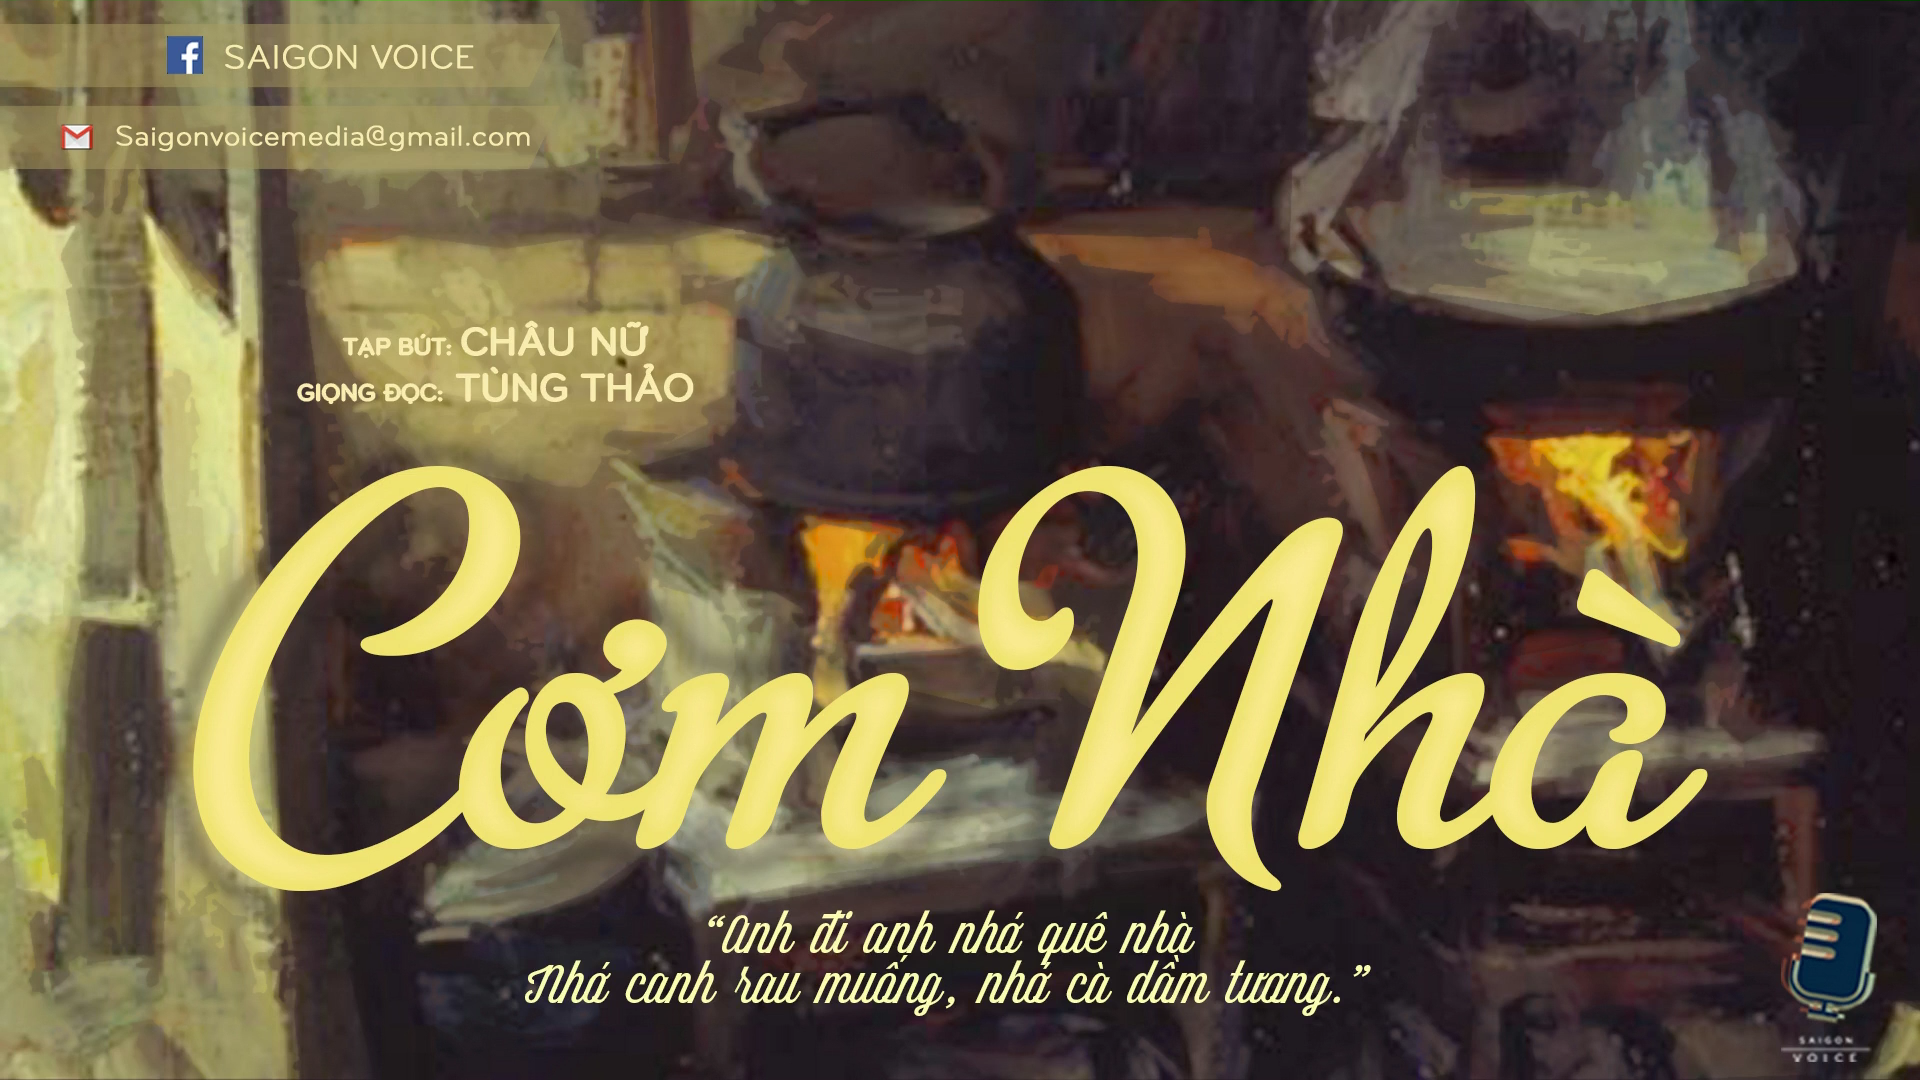 SAIGON VOICE
Saigonvoicemedia@gmail.com
TẠP BÚT: CHÂU NỮ
GIỌNG ĐỌC: TÙNG THẢO
Cơm Nhà
“Anh đi anh nhớ quê nhà
Nhớ canh rau muống, nhớ cà dầm tương.”
SAIGON
VOICE